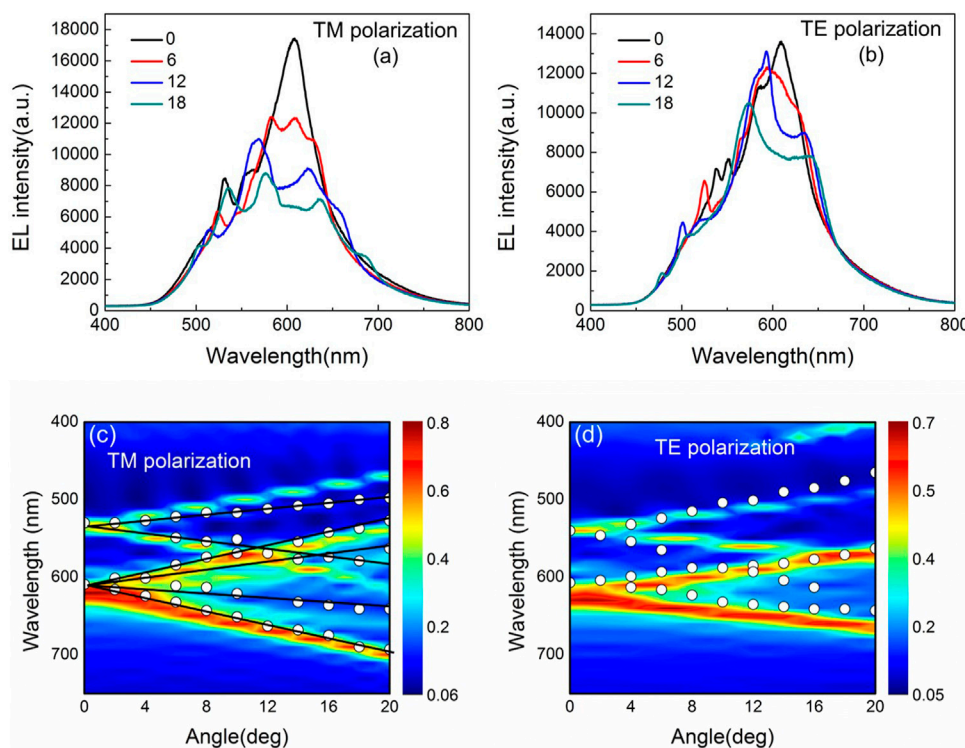 TM polarization
(a)
0
6
12
18
18000
16000
14000
12000
10000
8000
6000
4000
2000
0
EL intensity(a.u.)
400 500 600 700 800
Wavelength(nm)
TE polarization
(b)
0
6
12
18
14000
12000
10000
8000
6000
4000
2000
0
EL intensity(a.u.)
400 500 600 700 800
Wavelength(nm)
(c)
TM polarization
400
500
600
700
Wavelength (nm)
0 4 8 12 16 20
Angle(deg)
0.8
0.6
0.4
0.2
0.06
(d)
TE polarization
400
500
600
700
Wavelength (nm)
0 4 8 12 16 20
Angle(deg)
0.7
0.5
0.4
0.2
0.05